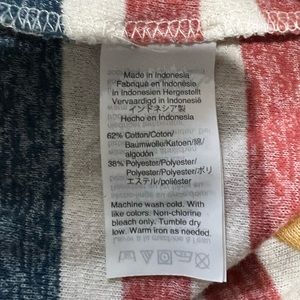 Made in Indonesia
Fabriqué en Indonésie
In Indonesien Hergestellt
Vervaardigd in Indonesië
インドネシア製
Hecho en Indonesia
62% Cotton/Coton/
Baumwolle/Katoen/綿/
algodón
38% Polyester/Polyester/
Polyester/Polyester/ポリ
エステル/poliéster
Machine wash cold. With
like colors. Non-chlorine
bleach only. Tumble dry
low. Warm iron as needed.